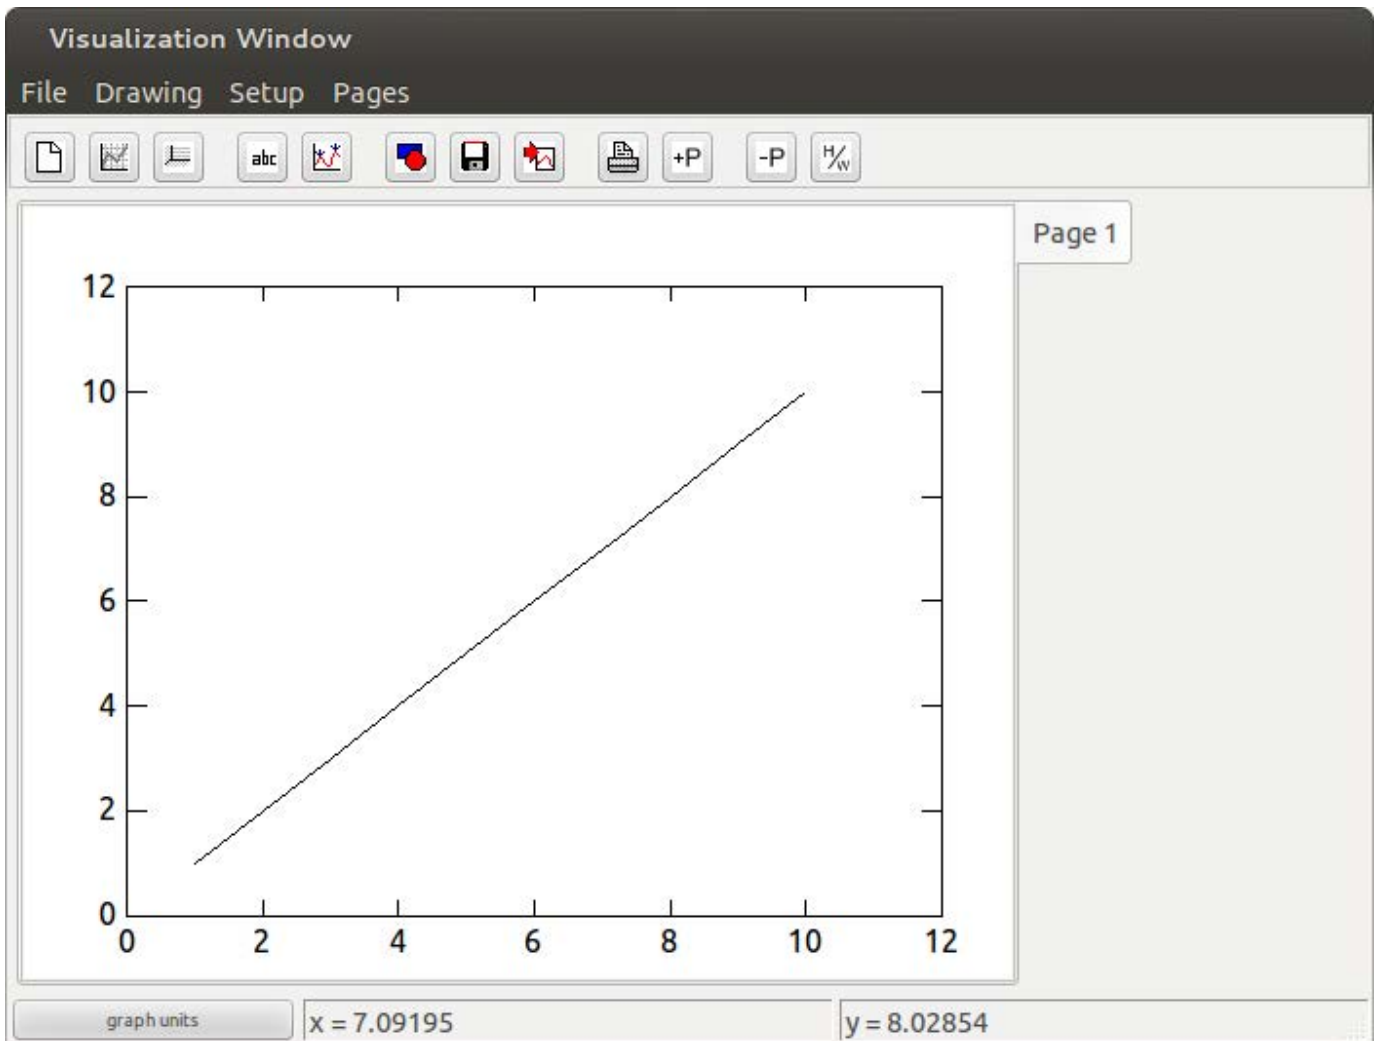 Visualization Window
File Drawing Setup Pages
abc +P -P H/W
Page 1
12
10
8
6
4
2
0
0 2 4 6 8 10 12
graph units x = 7.09195 y = 8.02854